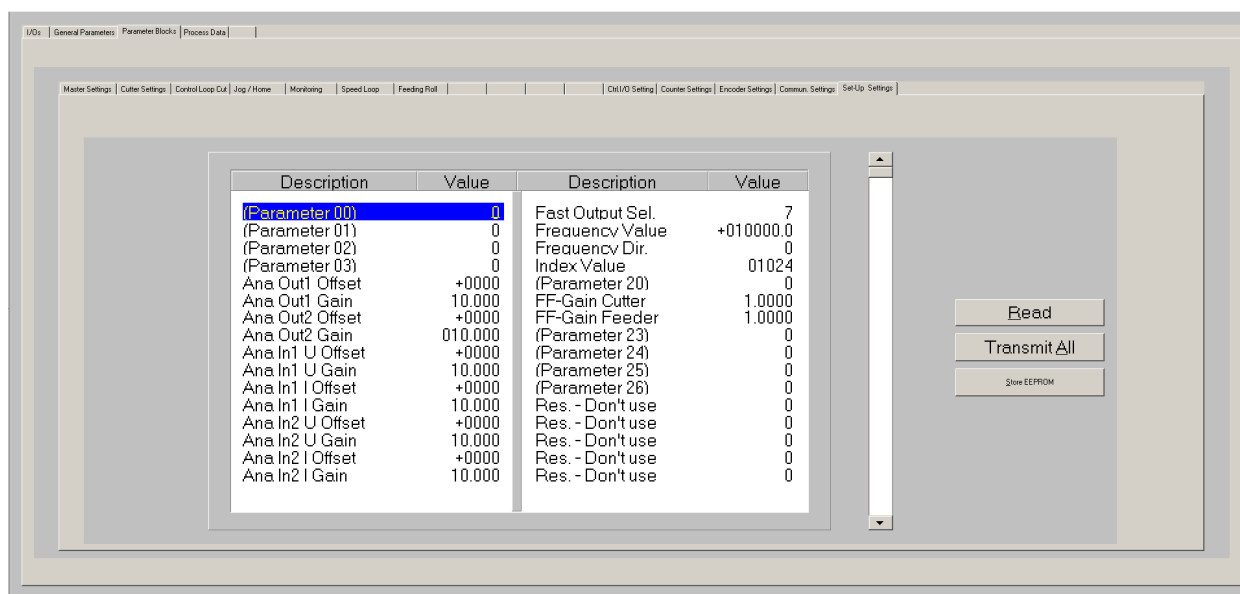 I/Os General Parameters Parameter Blocks Process Data
Master Settings Cutter Settings Control Loop Cut Jog / Home Monitoring Speed Loop Feeding Roll Ctrl.I/O Setting Counter Settings Encoder Settings Commun. Settings Set-Up Settings
Description Value Description Value
(Parameter 00) 0 Fast Output Sel. 7
(Parameter 01) 0 Frequency Value +010000.0
(Parameter 02) 0 Frequency Dir. 0
(Parameter 03) 0 Index Value 01024
Ana Out1 Offset +0000 (Parameter 20) 0
Ana Out1 Gain 10.000 FF-Gain Cutter 1.0000
Ana Out2 Offset +0000 FF-Gain Feeder 1.0000
Ana Out2 Gain 010.000 (Parameter 23) 0
Ana In1 U Offset +0000 (Parameter 24) 0
Ana In1 U Gain 10.000 (Parameter 25) 0
Ana In1 I Offset +0000 (Parameter 26) 0
Ana In1 I Gain 10.000 Res. - Don't use 0
Ana In2 U Offset +0000 Res. - Don't use 0
Ana In2 U Gain 10.000 Res. - Don't use 0
Ana In2 I Offset +0000 Res. - Don't use 0
Ana In2 I Gain 10.000 Res. - Don't use 0
Read
Transmit All
Store EEPROM